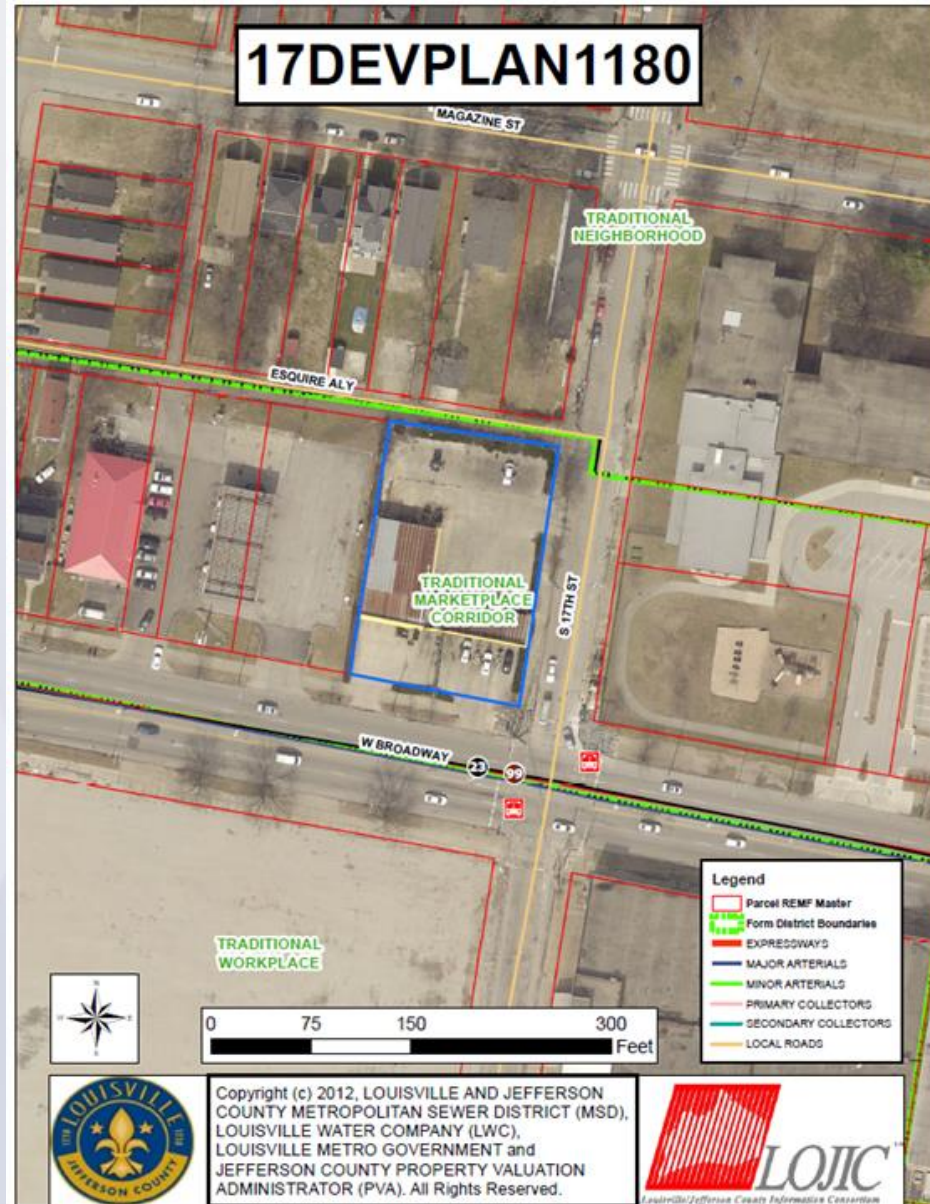 17DEVPLAN1180
MAGAZINE ST
TRADITIONAL
NEIGHBORHOOD
ESQUIRE ALY
TRADITIONAL
MARKETPLACE
CORRIDOR
S 17TH ST
W BROADWAY
23
99
TRADITIONAL
WORKPLACE
Legend
Parcel REMF Master
Form District Boundaries
EXPRESSWAYS
MAJOR ARTERIALS
MINOR ARTERIALS
PRIMARY COLLECTORS
SECONDARY COLLECTORS
LOCAL ROADS
N
W
E
S
0 75 150 300
Feet
LOUISVILLE
1778
JEFFERSON COUNTY
Copyright (c) 2012, LOUISVILLE AND JEFFERSON
COUNTY METROPOLITAN SEWER DISTRICT (MSD),
LOUISVILLE WATER COMPANY (LWC),
LOUISVILLE METRO GOVERNMENT and
JEFFERSON COUNTY PROPERTY VALUATION
ADMINISTRATOR (PVA). All Rights Reserved.
LOJIC
Louisville/Jefferson County Information Consortium